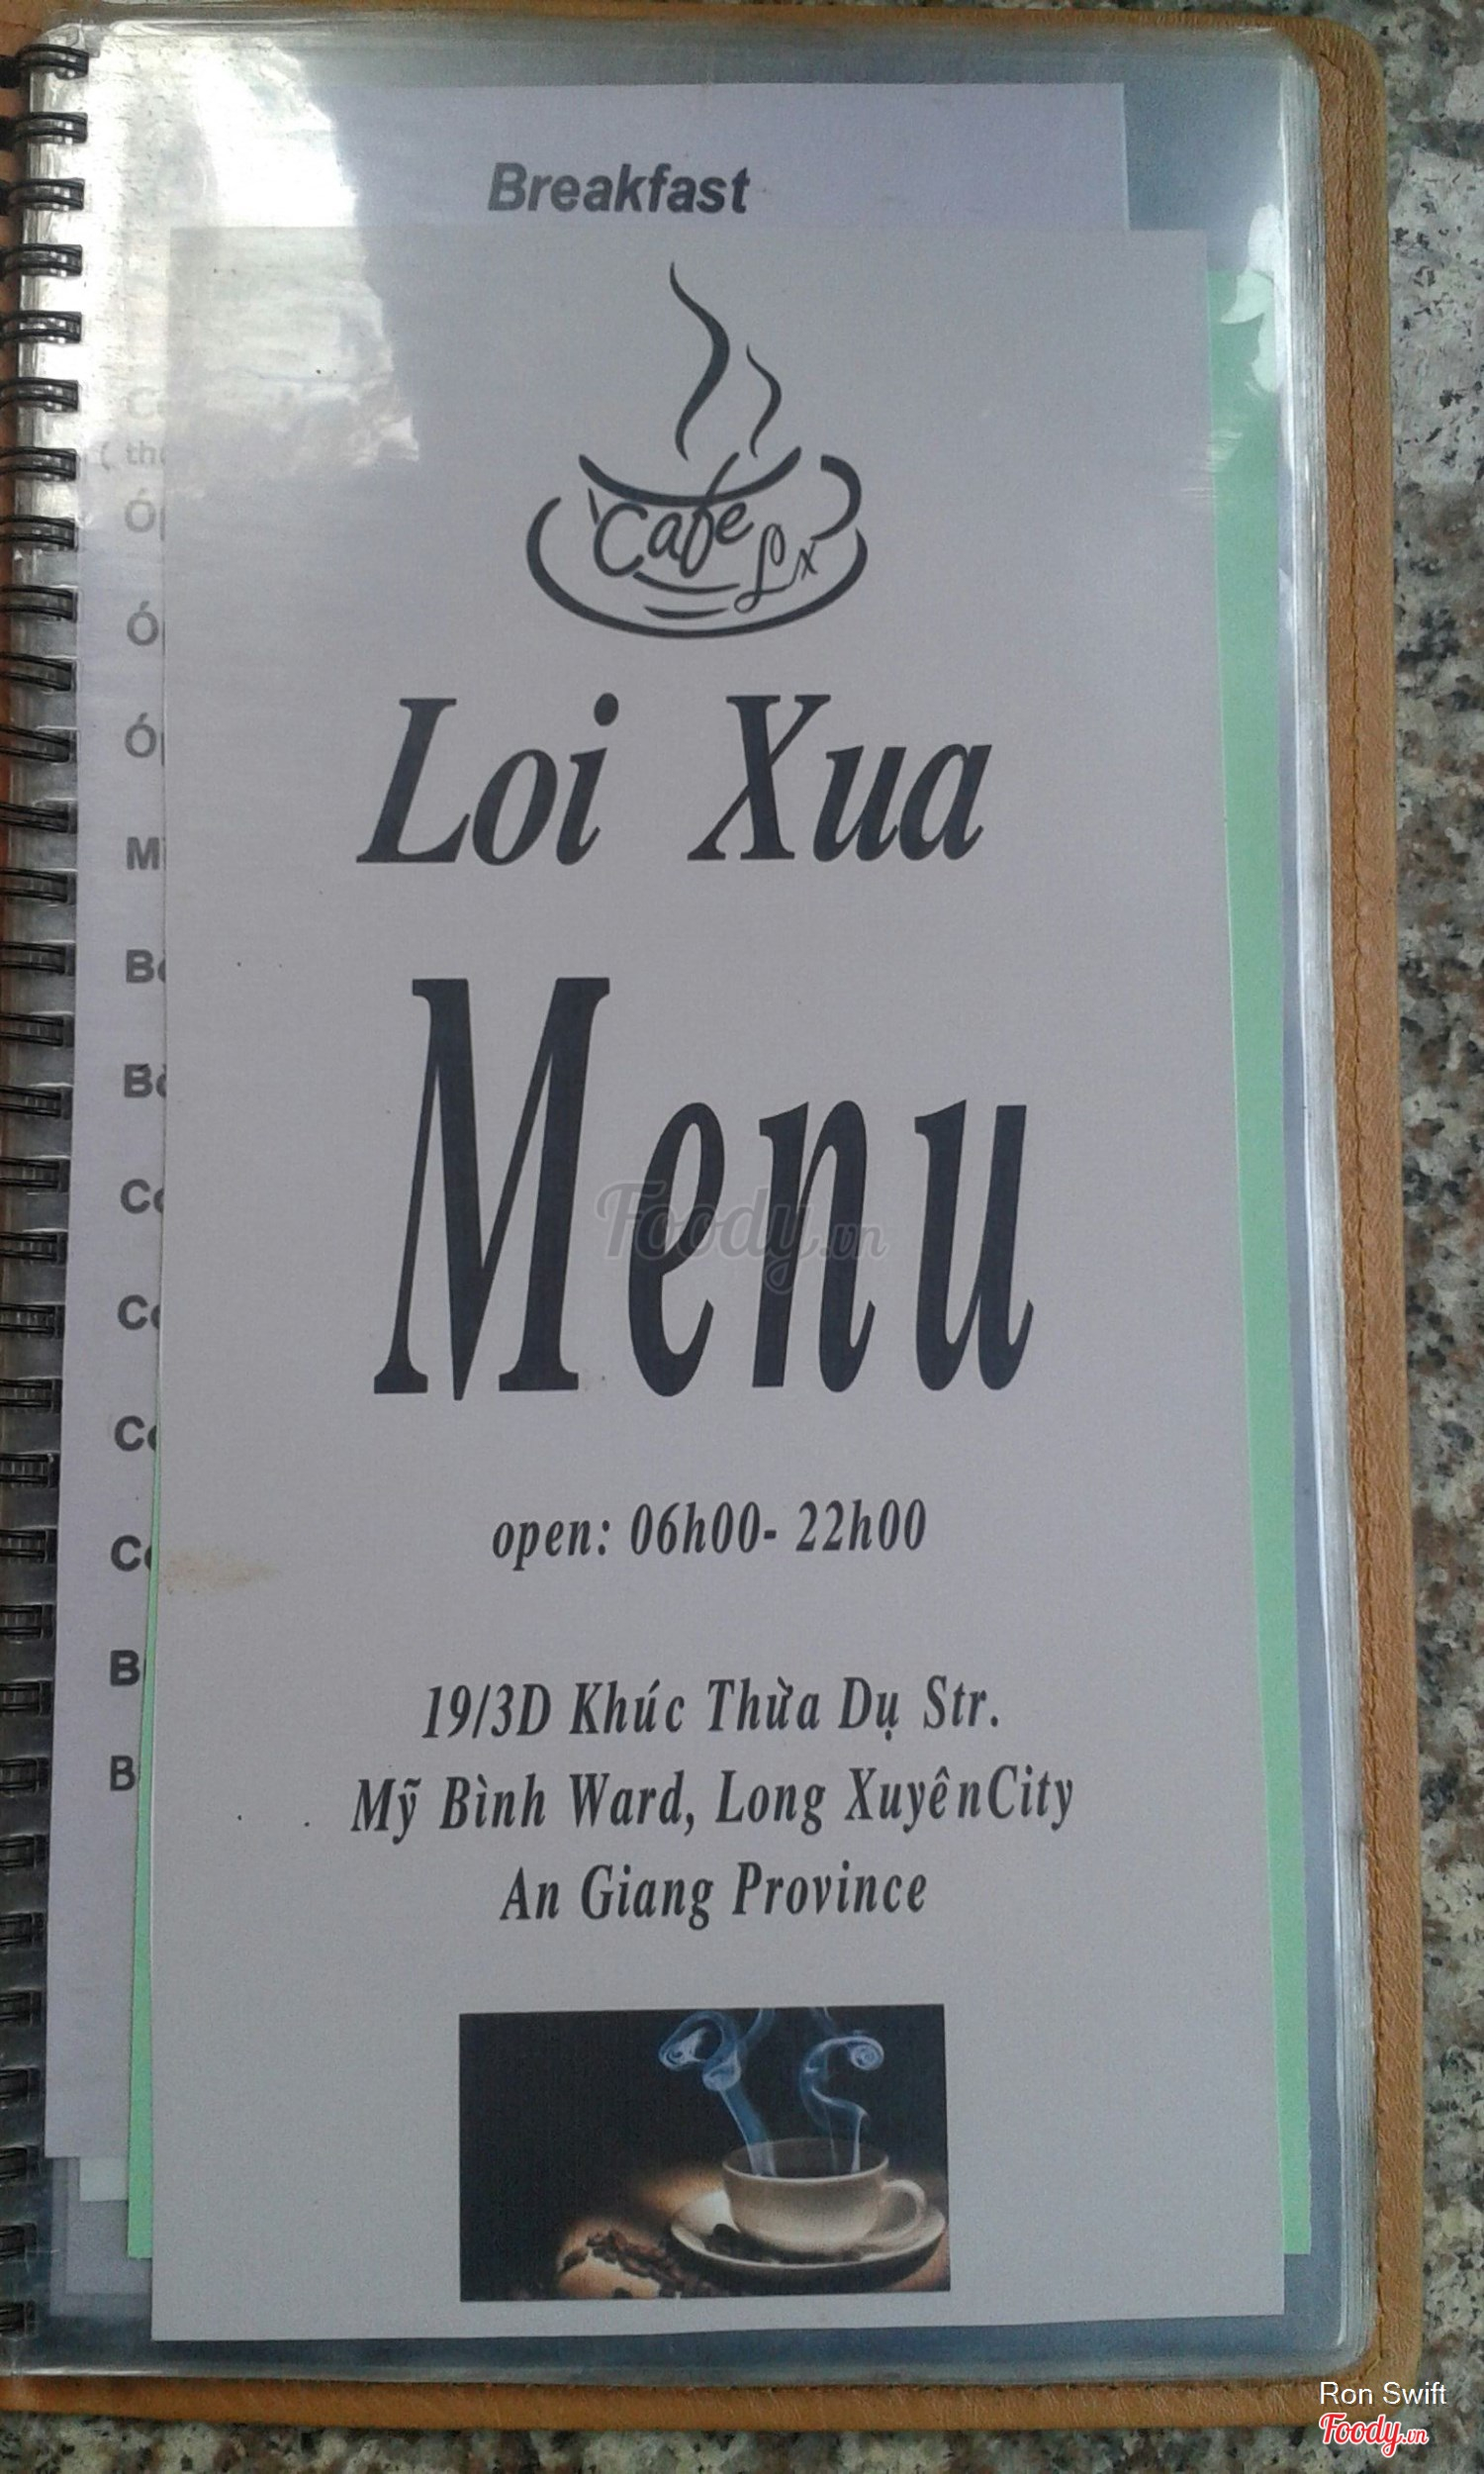 Breakfast
Cafe Lx
Loi Xua
Menu
Foody.vn
open: 06h00- 22h00
19/3D Khúc Thừa Dụ Str.
Mỹ Bình Ward, Long XuyênCity
An Giang Province
Ron Swift
Foody.vn